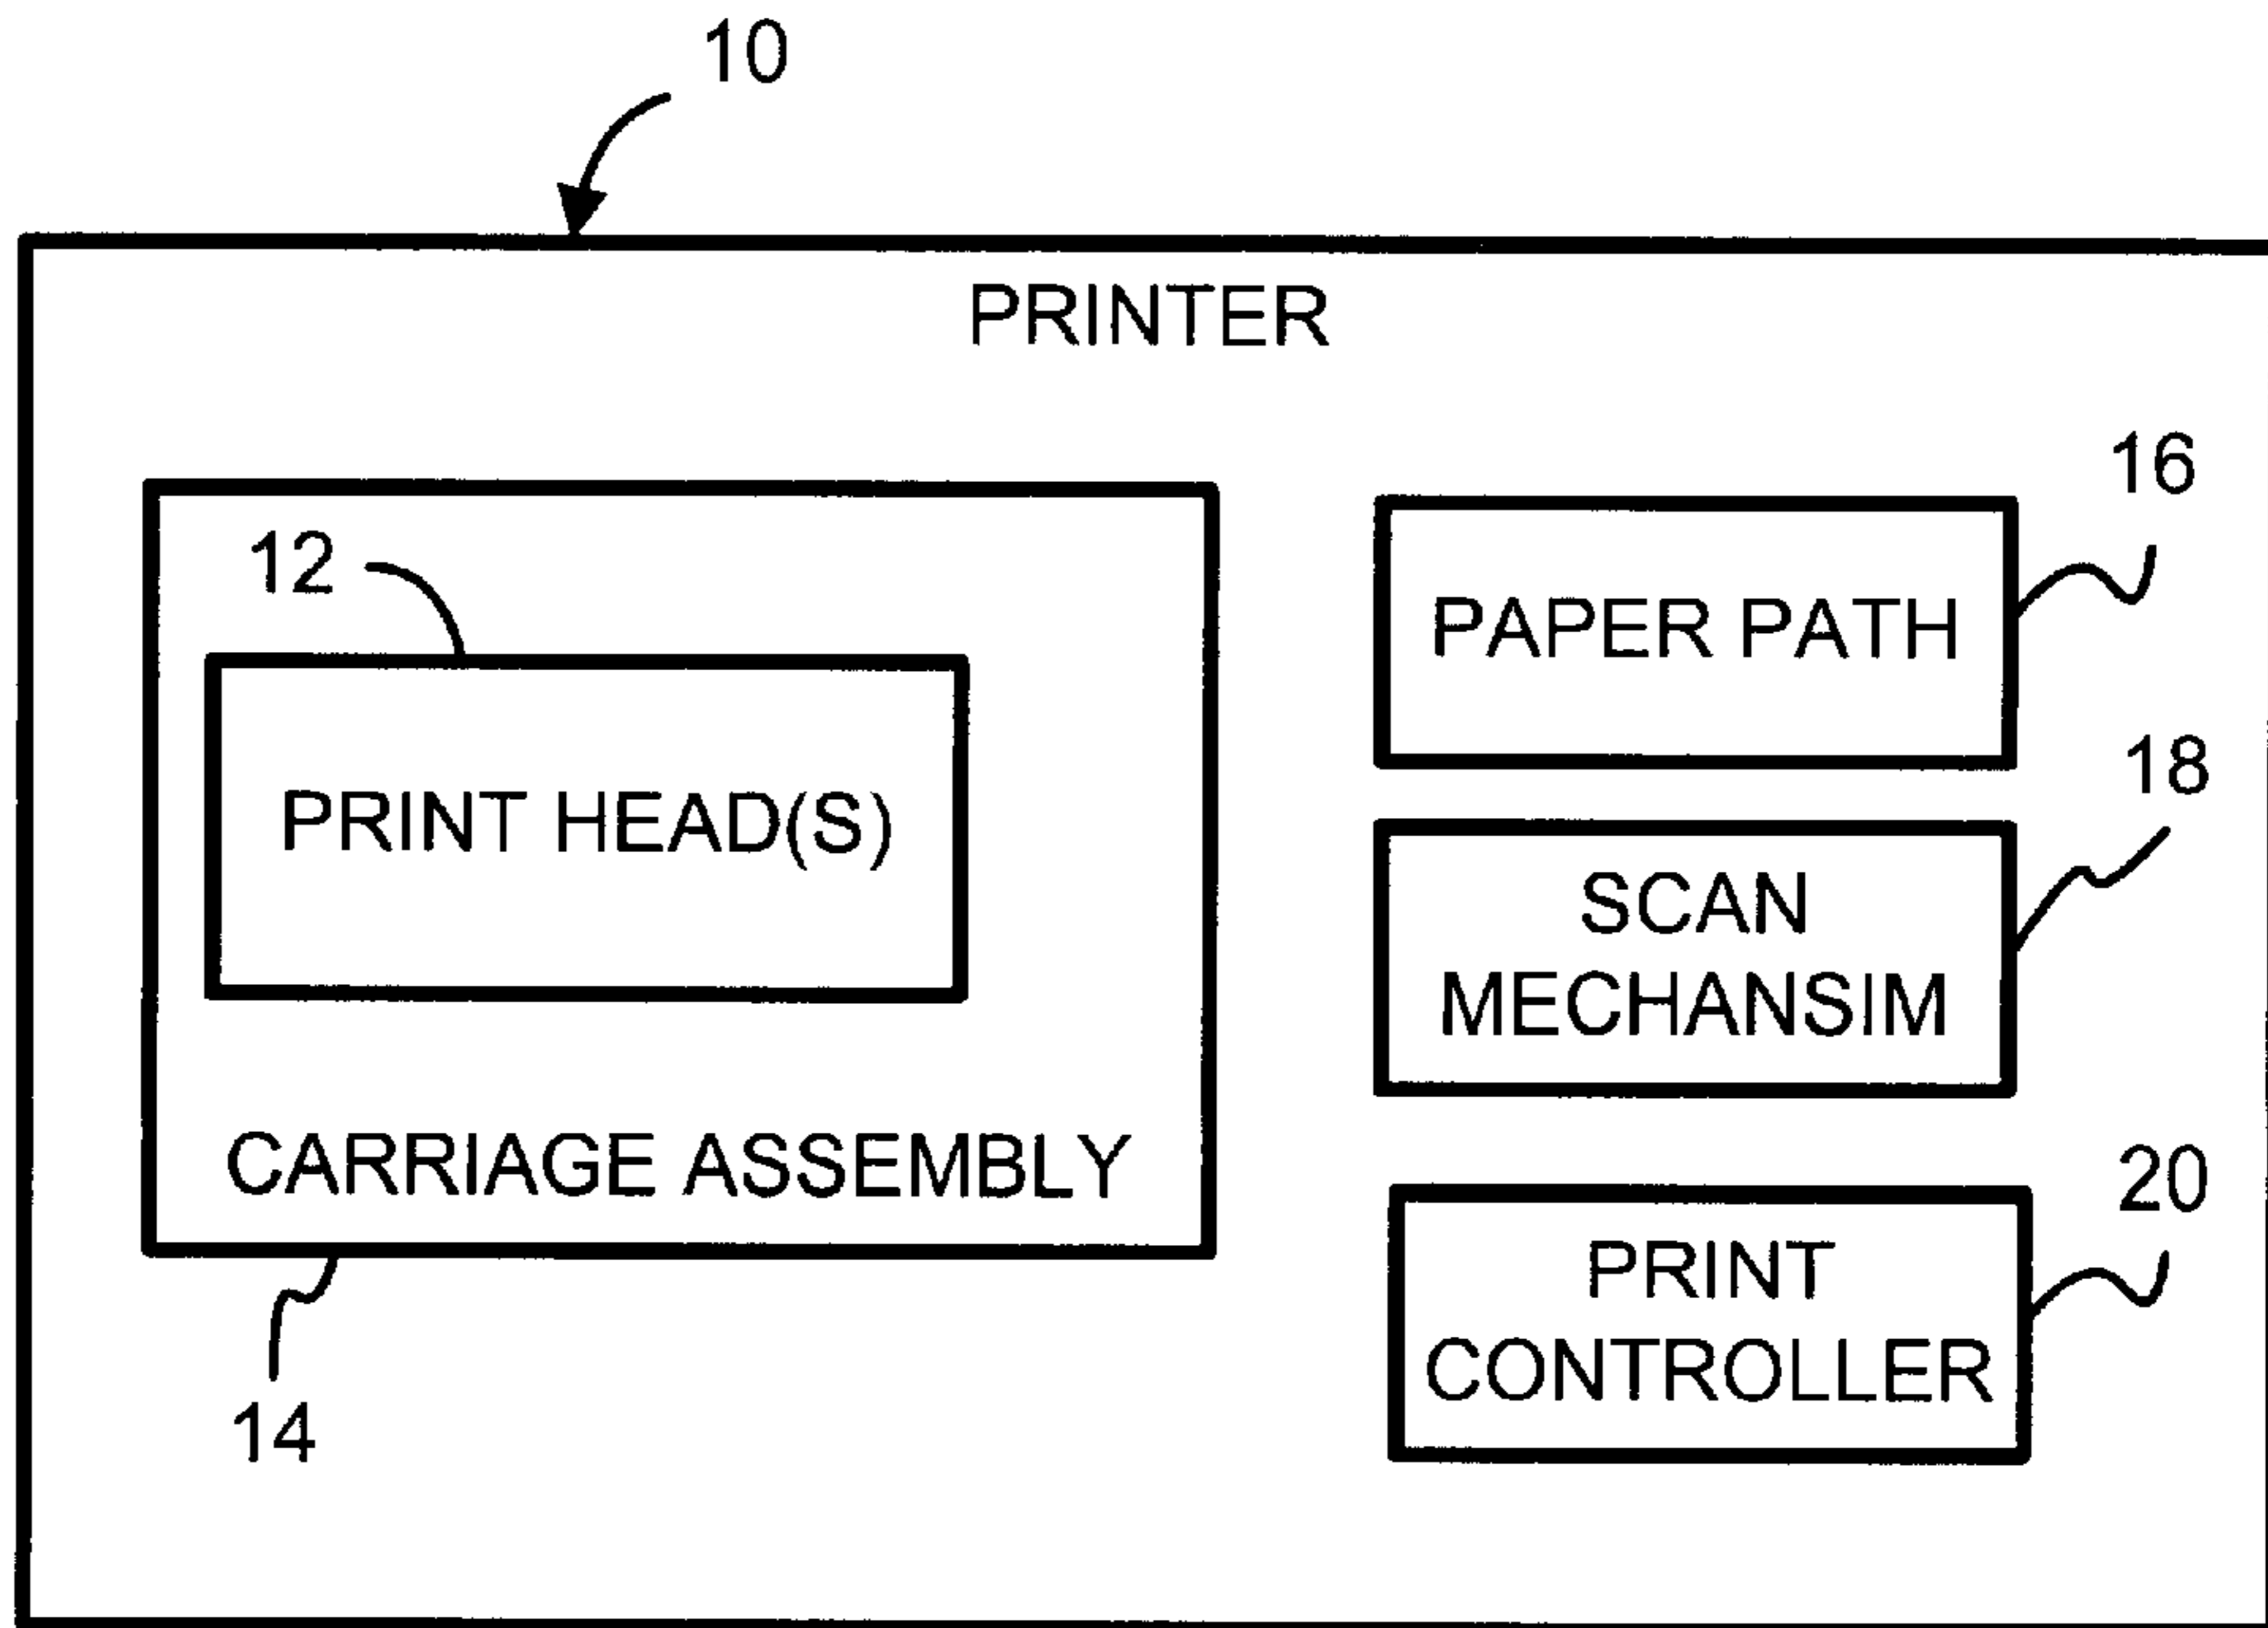 10
PRINTER
12
PRINT HEAD(S)
CARRIAGE ASSEMBLY
14
16
PAPER PATH
18
SCAN
MECHANSIM
20
PRINT
CONTROLLER